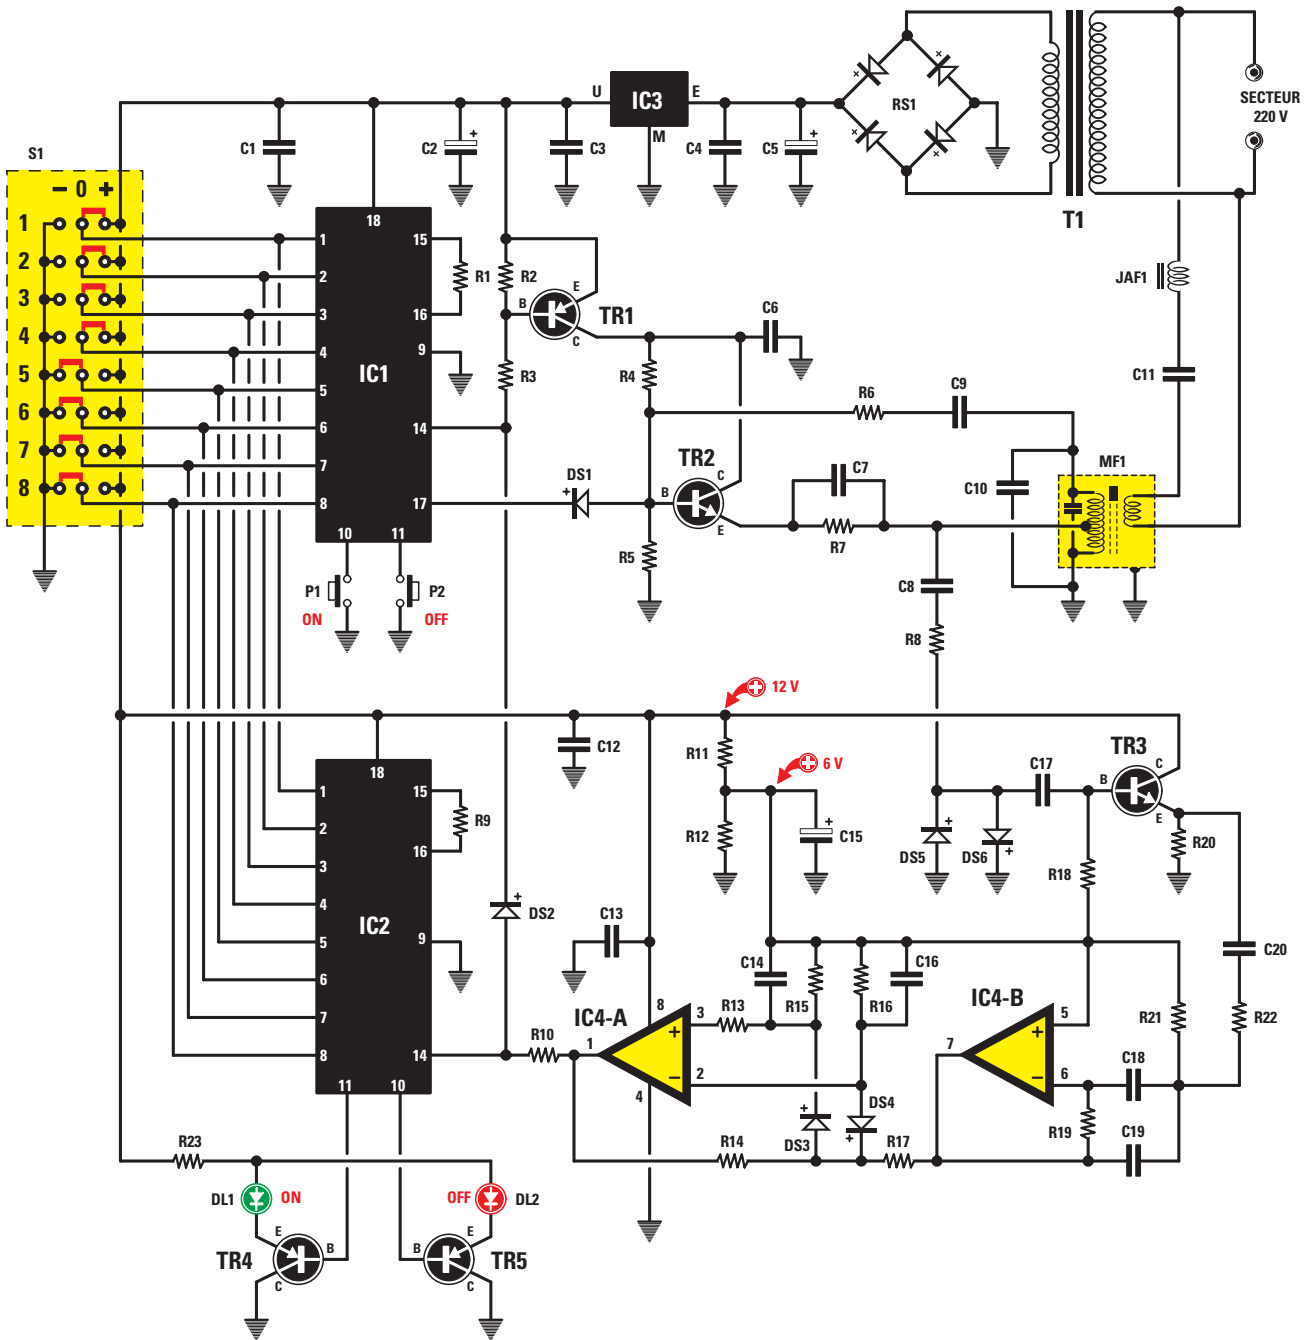 U
IC3
E
M
RS1
SECTEUR
220 V
C1
C2
+
C3
C4
C5
+
T1
S1
– 0 +
1
2
3
4
5
6
7
8
18
1
2
3
4
5
6
7
8
15
16
9
14
17
10
11
IC1
R1
R2
R3
B
E
C
TR1
R4
C6
JAF1
C11
R6
C9
C10
MF1
DS1
+
TR2
B
C
E
C7
R7
R5
C8
R8
P1
ON
P2
OFF
12 V
6 V
R11
R12
C12
C15
+
C17
TR3
B
C
E
DS5
+
DS6
+
R18
R20
18
1
2
3
4
5
6
7
8
15
16
9
14
11
10
IC2
R9
DS2
+
C13
C14
R15
R16
C16
C20
IC4-A
8
3
+
2
–
1
4
R13
R10
IC4-B
5
+
6
–
7
R21
R22
C18
R19
C19
DS3
+
DS4
+
R14
R17
R23
DL1
ON
OFF
DL2
TR4
E
B
C
TR5
E
B
C